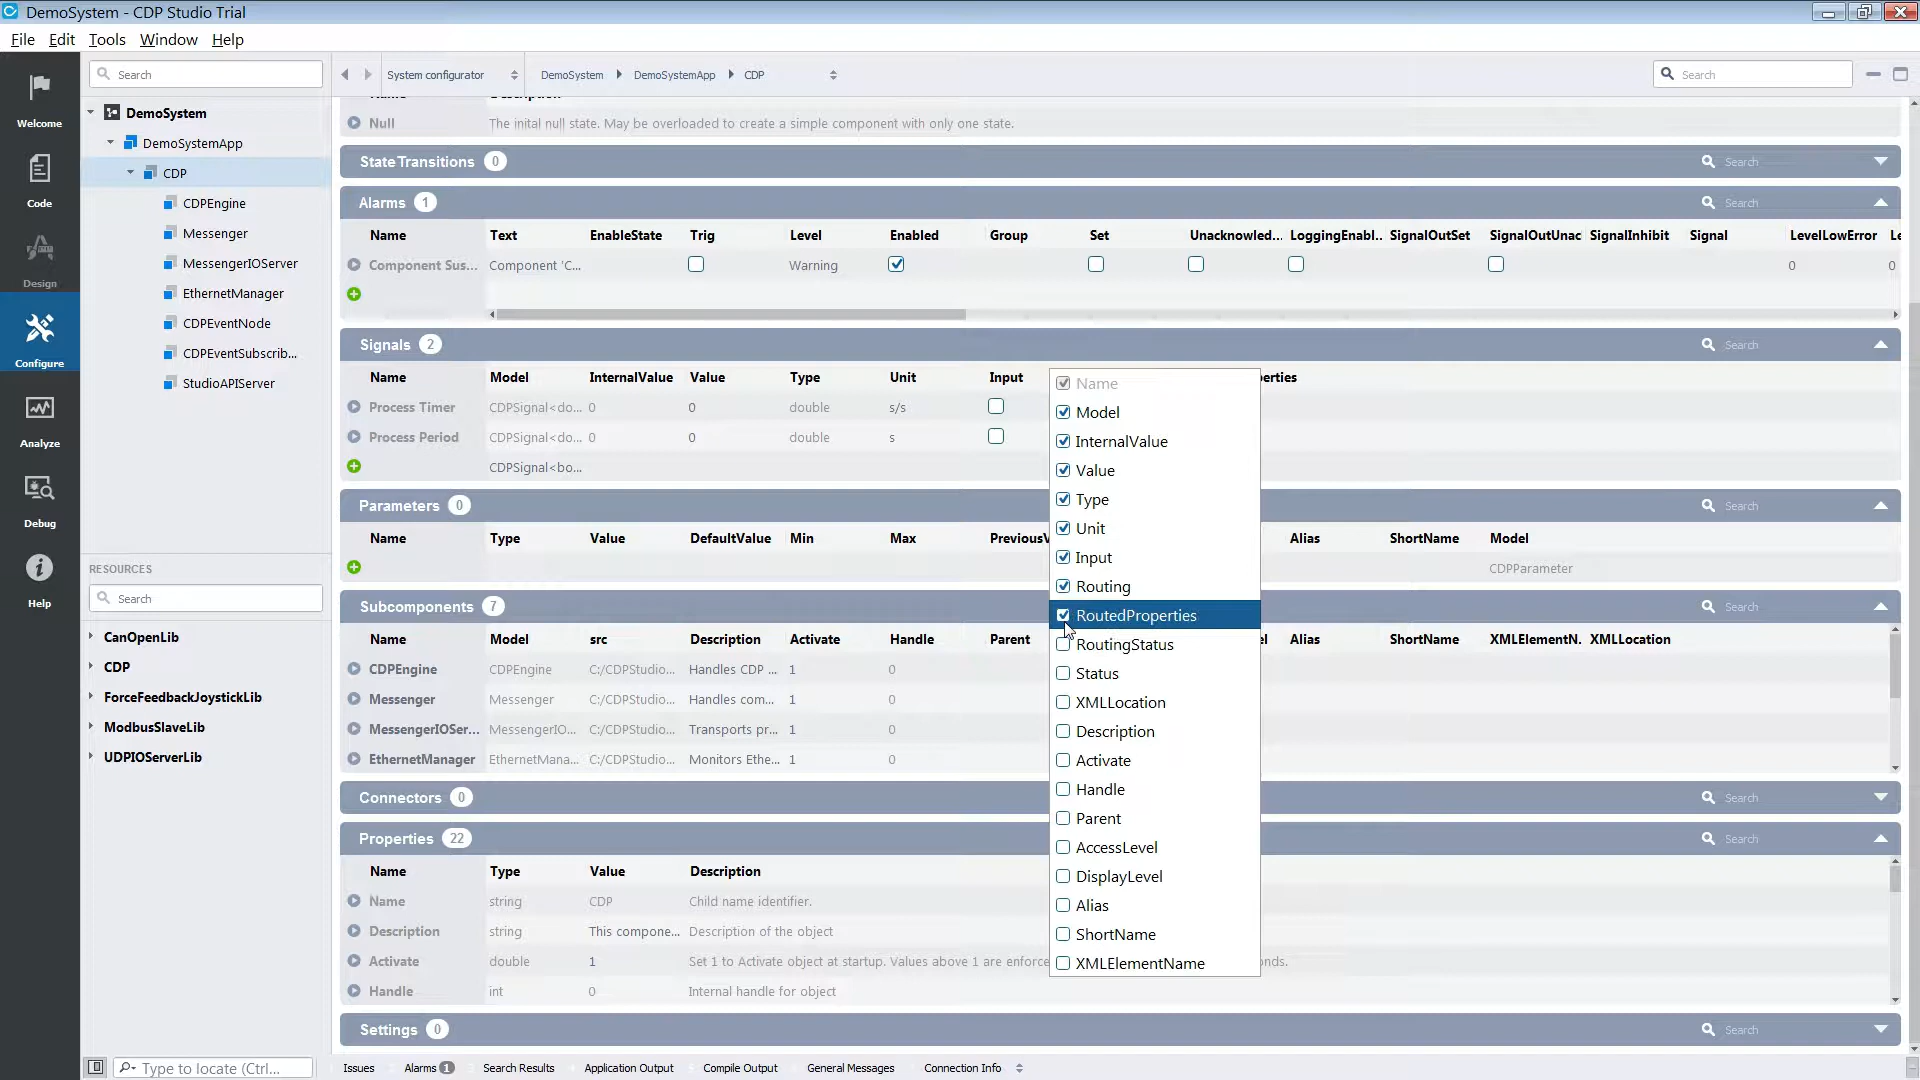 DemoSystem - CDP Studio Trial
File Edit Tools Window Help
Search
System configurator
DemoSystem DemoSystemApp CDP
Search
Welcome
Code
Design
Configure
Analyze
Debug
Help
DemoSystem
DemoSystemApp
CDP
CDPEngine
Messenger
MessengerIOServer
EthernetManager
CDPEventNode
CDPEventSubscrib...
StudioAPIServer
RESOURCES
Search
CanOpenLib
CDP
ForceFeedbackJoystickLib
ModbusSlaveLib
UDPIOServerLib
Null The inital null state. May be overloaded to create a simple component with only one state.
StateTransitions 0 Search
Alarms 1 Search
Name Text EnableState Trig Level Enabled Group Set Unacknowled... LoggingEnabl.. SignalOutSet SignalOutUnac SignalInhibit Signal LevelLowError Le
Component Sus... Component 'C... Warning 0 0
Signals 2 Search
Name Model InternalValue Value Type Unit Input erties
Process Timer CDPSignal<do... 0 0 double s/s
Process Period CDPSignal<do... 0 0 double s
CDPSignal<bo...
Parameters 0 Search
Name Type Value DefaultValue Min Max PreviousV Alias ShortName Model
CDPParameter
Subcomponents 7 Search
Name Model src Description Activate Handle Parent el Alias ShortName XMLElementN. XMLLocation
CDPEngine CDPEngine C:/CDPStudio... Handles CDP ... 1 0
Messenger Messenger C:/CDPStudio... Handles com... 1 0
MessengerIOSer... MessengerIO... C:/CDPStudio... Transports pr... 1 0
EthernetManager EthernetMana... C:/CDPStudio... Monitors Ethe... 1 0
Connectors 0 Search
Properties 22 Search
Name Type Value Description
Name string CDP Child name identifier.
Description string This compone... Description of the object
Activate double 1 Set 1 to Activate object at startup. Values above 1 are enforce nds.
Handle int 0 Internal handle for object
Settings 0 Search
Name
Model
InternalValue
Value
Type
Unit
Input
Routing
RoutedProperties
RoutingStatus
Status
XMLLocation
Description
Activate
Handle
Parent
AccessLevel
DisplayLevel
Alias
ShortName
XMLElementName
Type to locate (Ctrl...
Issues Alarms 1 Search Results Application Output Compile Output General Messages Connection Info